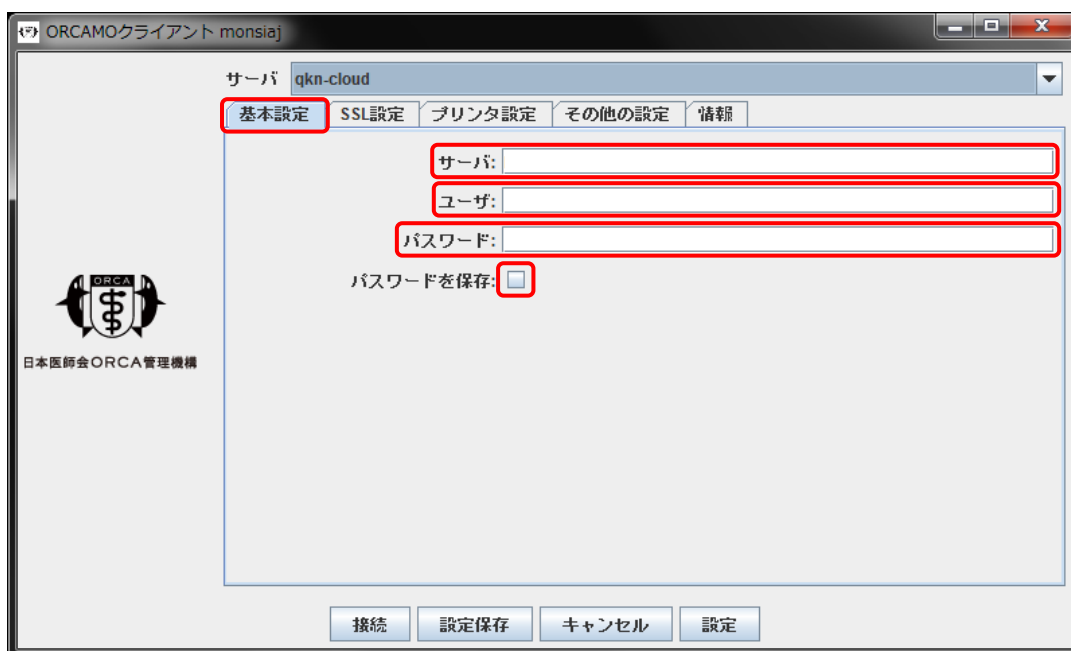 ORCAMOクライアント monsiaj
サーバ qkn-cloud
基本設定 SSL設定 プリンタ設定 その他の設定 情報
サーバ:
ユーザ:
パスワード:
パスワードを保存:
ORCA
日本医師会ORCA管理機構
接続 設定保存 キャンセル 設定